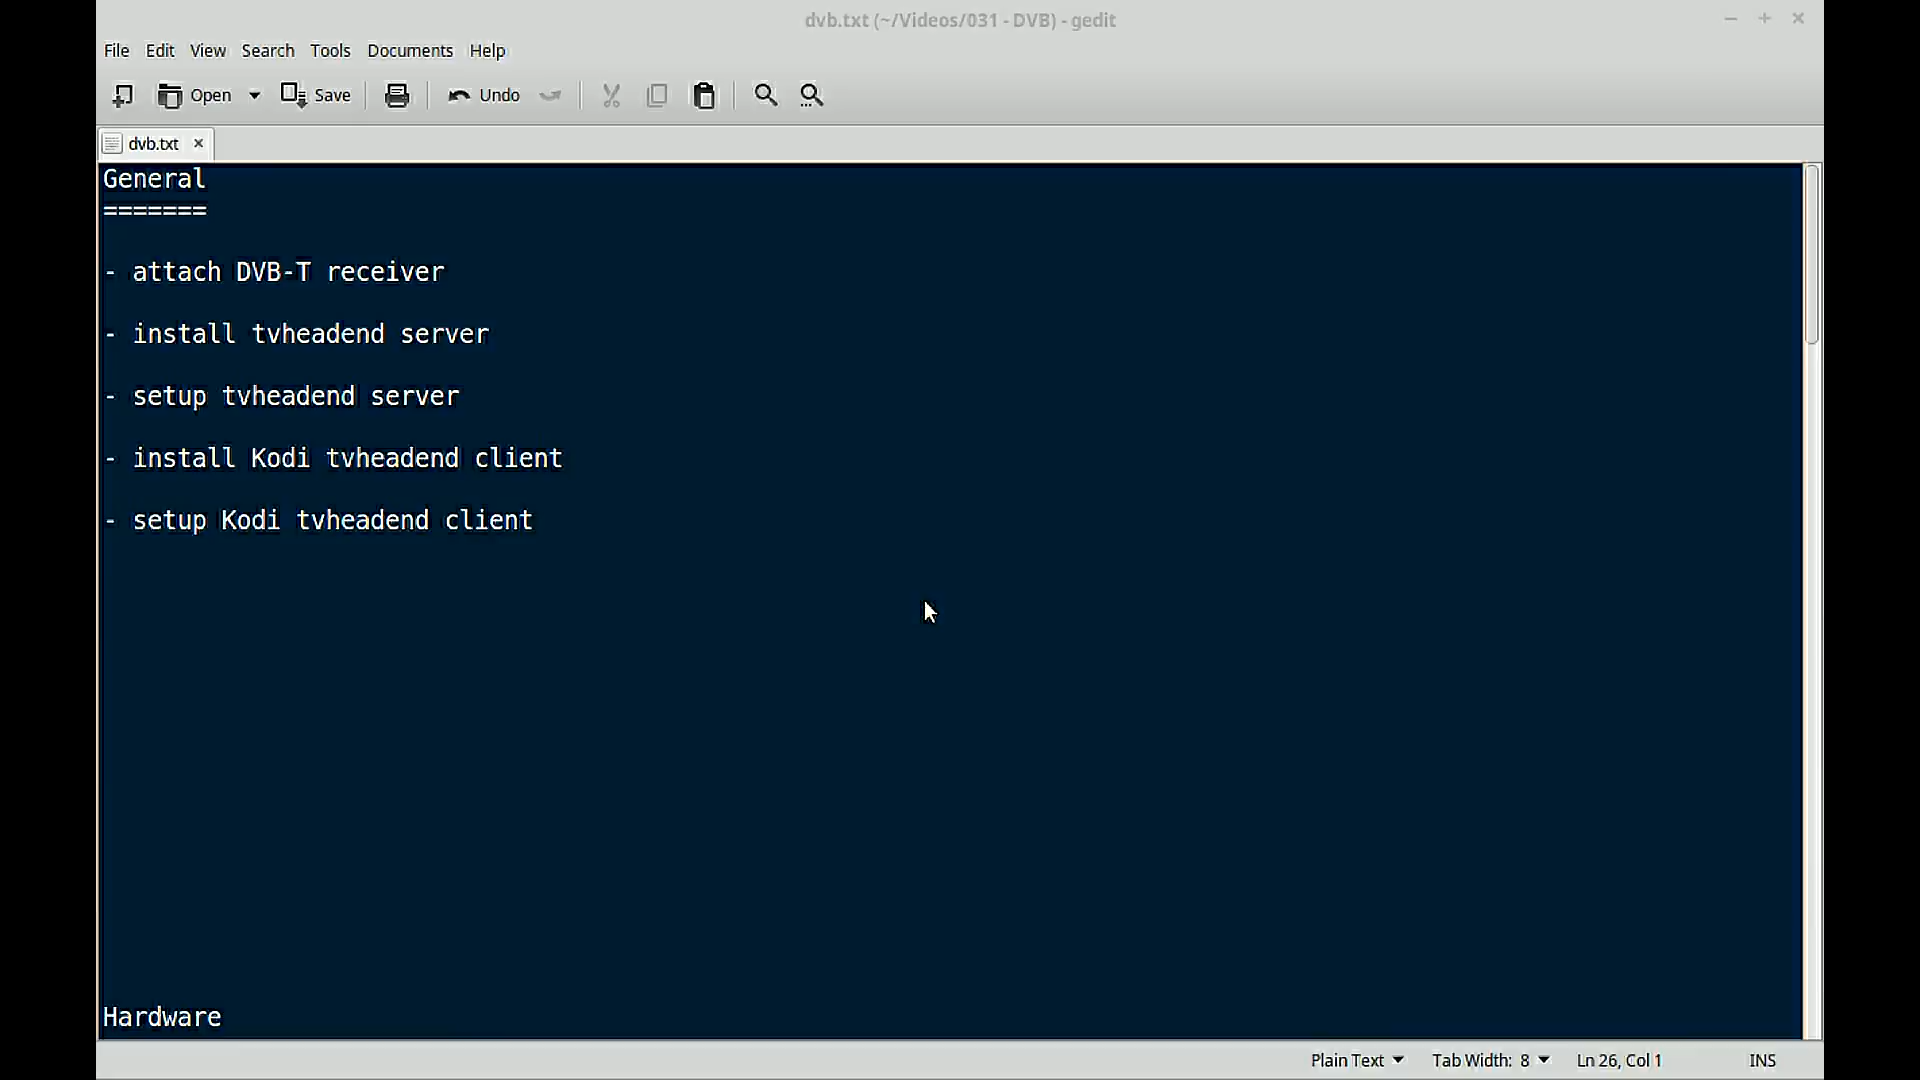 dvb.txt (~/Videos/031 - DVB) - gedit
File Edit View Search Tools Documents Help
Open Save Undo
dvb.txt
General
=======
- attach DVB-T receiver
- install tvheadend server
- setup tvheadend server
- install Kodi tvheadend client
- setup Kodi tvheadend client
Hardware
Plain Text Tab Width: 8 Ln 26, Col 1 INS